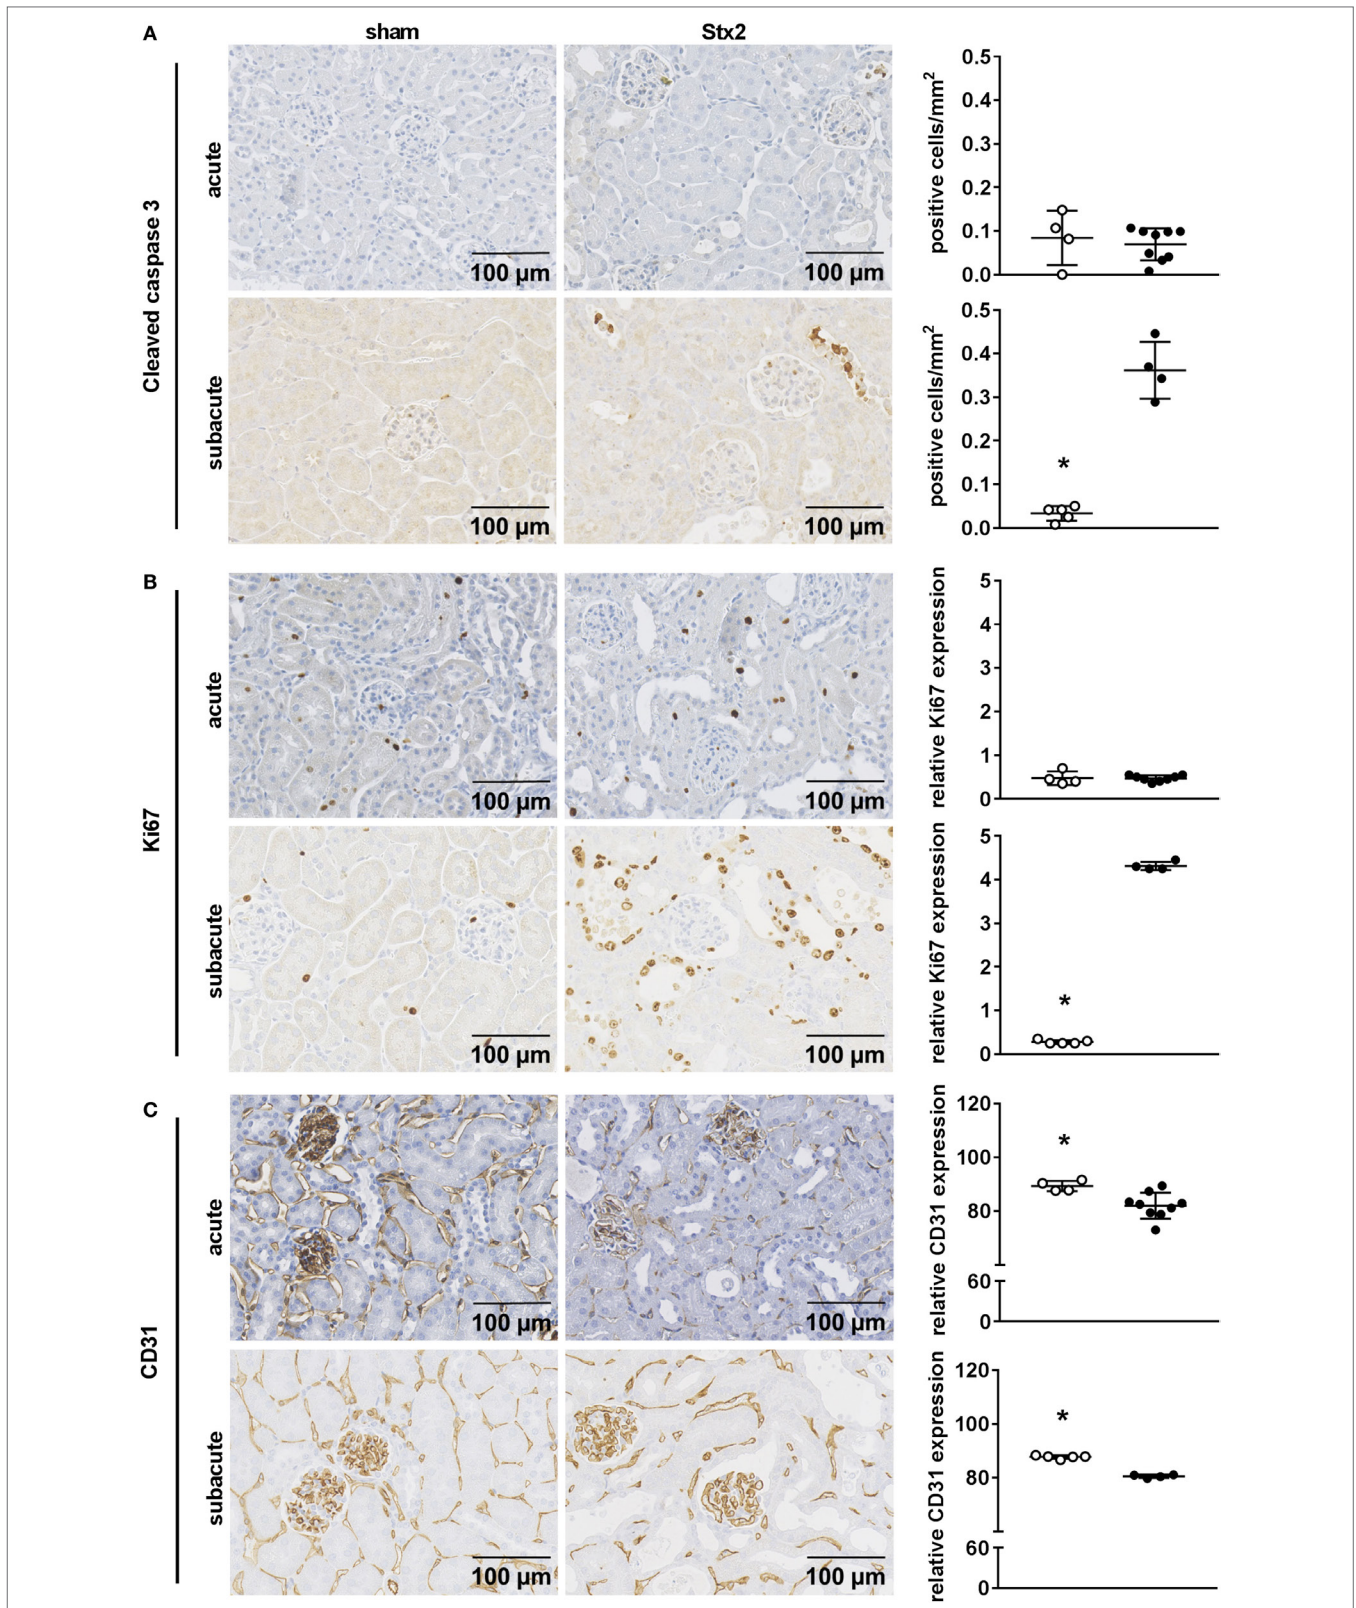 A
sham
Stx2
Cleaved caspase 3
acute
100 µm
100 µm
positive cells/mm2
0.5
0.4
0.3
0.2
0.1
0.0
subacute
100 µm
100 µm
positive cells/mm2
0.5
0.4
0.3
0.2
0.1
0.0
*
B
Ki67
acute
100 µm
100 µm
relative Ki67 expression
5
4
3
2
1
0
subacute
100 µm
100 µm
relative Ki67 expression
5
4
3
2
1
0
*
C
CD31
acute
100 µm
100 µm
relative CD31 expression
120
100
80
60
0
*
subacute
100 µm
100 µm
relative CD31 expression
120
100
80
60
0
*